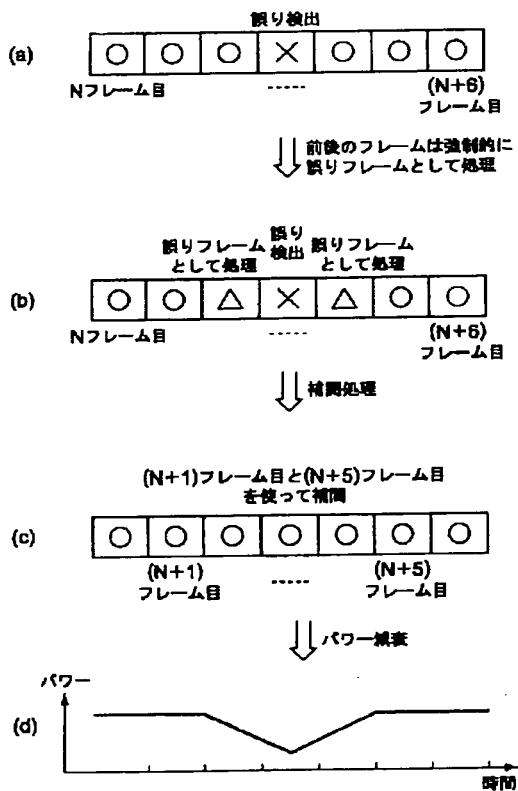 誤り検出
(a)
○ ○ ○ × ○ ○ ○
Nフレーム目
-----
(N+6)
フレーム目
前後のフレームは強制的に
誤りフレームとして処理
誤りフレーム
として処理
誤り
検出
誤りフレーム
として処理
(b)
○ ○ △ × △ ○ ○
Nフレーム目
-----
(N+6)
フレーム目
補間処理
(N+1)フレーム目と(N+5)フレーム目
を使って補間
(c)
○ ○ ○ ○ ○ ○ ○
(N+1)
フレーム目
-----
(N+5)
フレーム目
パワー減衰
パワー
(d)
時間